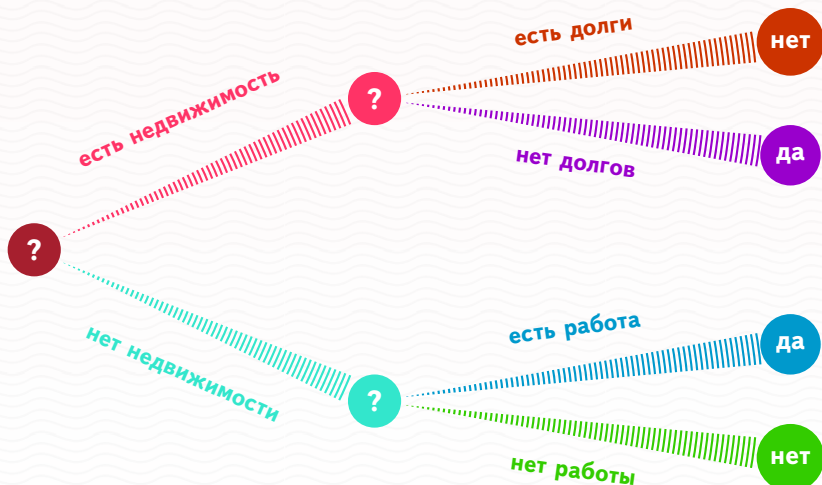 есть долги
нет
есть недвижимость
?
нет долгов
да
?
есть работа
да
нет недвижимости
?
нет работы
нет